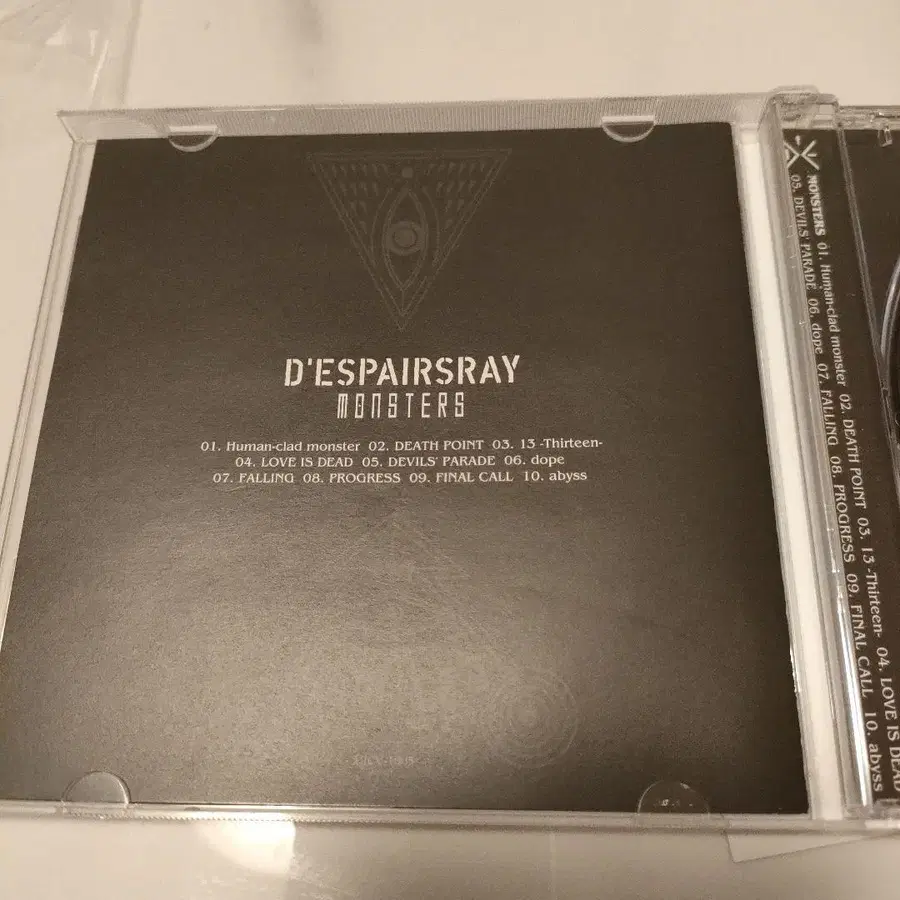 D'ESPAIRSRAY
MONSTERS
01. Human-clad monster 02. DEATH POINT 03. 13 -Thirteen-
04. LOVE IS DEAD 05. DEVILS' PARADE 06. dope
07. FALLING 08. PROGRESS 09. FINAL CALL 10. abyss
MONSTERS 01. Human-clad monster 02. DEATH POINT 03. 13 -Thirteen- 04. LOVE IS DEAD
05. DEVILS' PARADE 06. dope 07. FALLING 08. PROGRESS 09. FINAL CALL 10. abyss